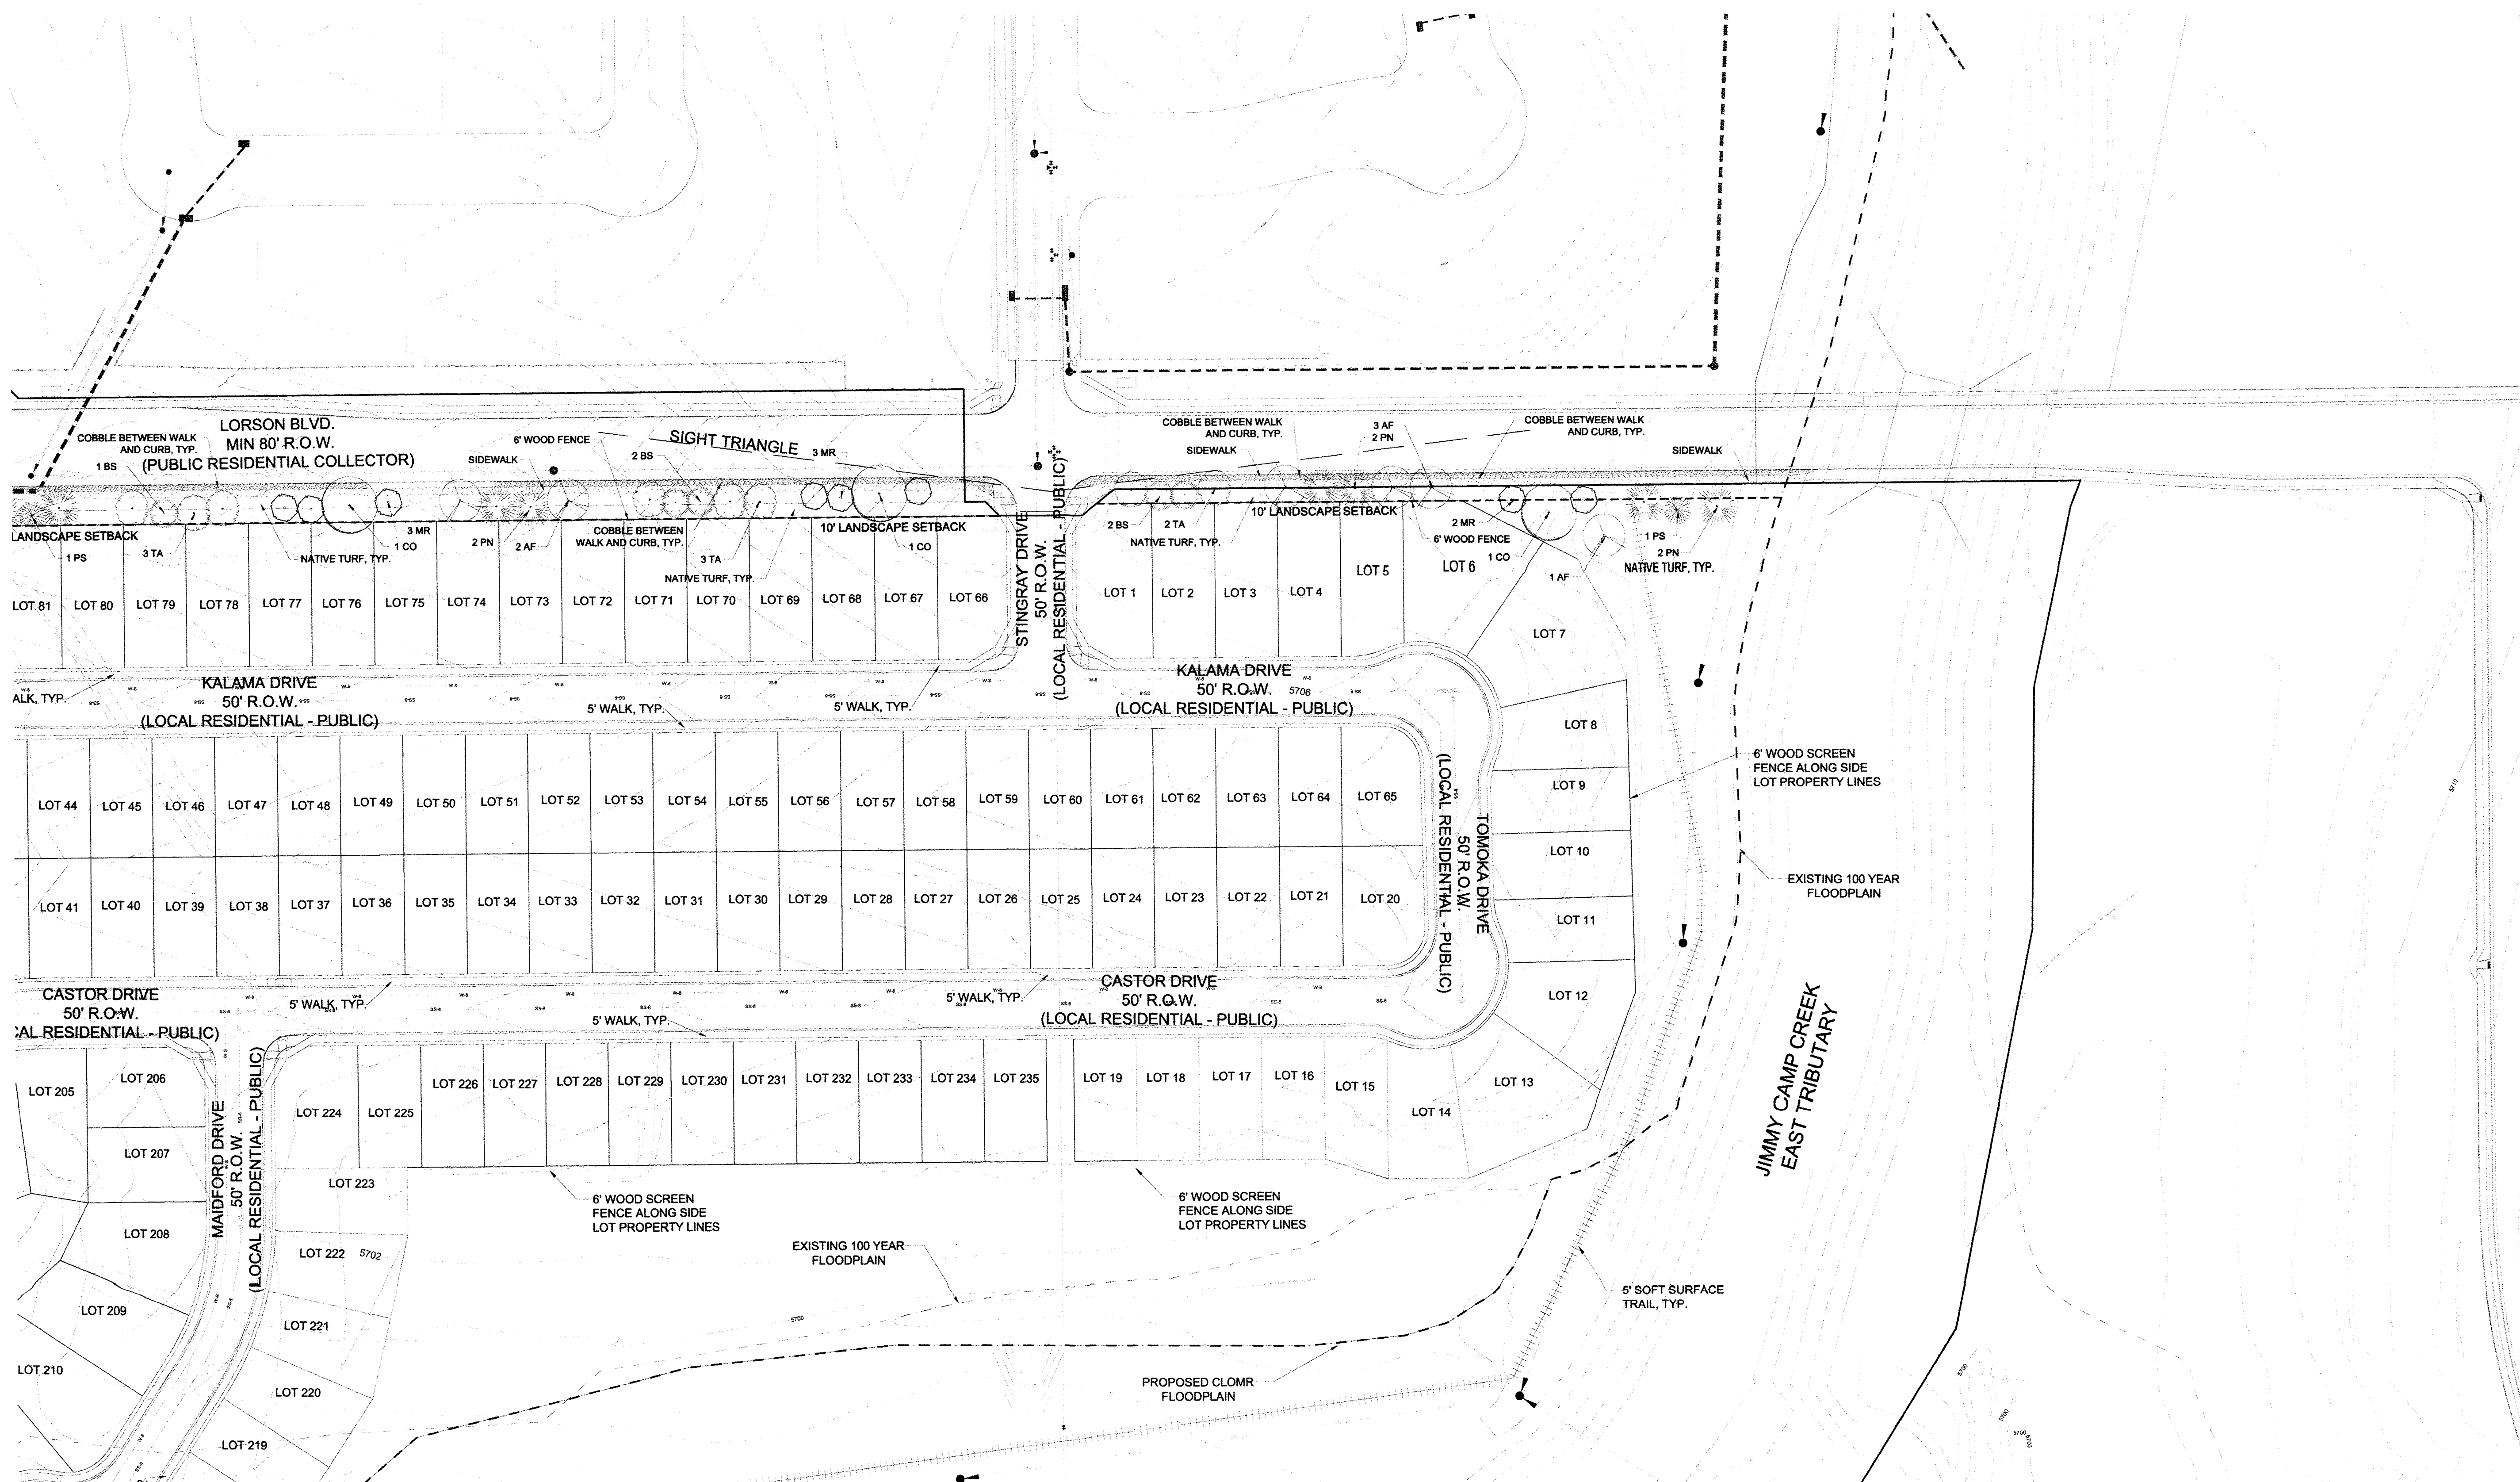 LORSON BLVD.
MIN 80' R.O.W.
(PUBLIC RESIDENTIAL COLLECTOR)
COBBLE BETWEEN WALK
AND CURB, TYP.
1 BS
SIDEWALK
6' WOOD FENCE
2 BS
SIGHT TRIANGLE
3 MR
COBBLE BETWEEN WALK
AND CURB, TYP.
SIDEWALK
3 AF
2 PN
COBBLE BETWEEN WALK
AND CURB, TYP.
SIDEWALK
LANDSCAPE SETBACK
1 PS
3 TA
NATIVE TURF, TYP.
3 MR
1 CO
2 PN
2 AF
COBBLE BETWEEN
WALK AND CURB, TYP.
3 TA
NATIVE TURF, TYP.
10' LANDSCAPE SETBACK
1 CO
STINGRAY DRIVE
50' R.O.W.
(LOCAL RESIDENTIAL - PUBLIC)
2 BS
2 TA
NATIVE TURF, TYP.
10' LANDSCAPE SETBACK
2 MR
6' WOOD FENCE
1 CO
1 AF
1 PS
2 PN
NATIVE TURF, TYP.
LOT 81
LOT 80
LOT 79
LOT 78
LOT 77
LOT 76
LOT 75
LOT 74
LOT 73
LOT 72
LOT 71
LOT 70
LOT 69
LOT 68
LOT 67
LOT 66
LOT 1
LOT 2
LOT 3
LOT 4
LOT 5
LOT 6
LOT 7
ALK, TYP.
KALAMA DRIVE
50' R.O.W.
(LOCAL RESIDENTIAL - PUBLIC)
5' WALK, TYP.
5' WALK, TYP.
KALAMA DRIVE
50' R.O.W.
5706
(LOCAL RESIDENTIAL - PUBLIC)
LOT 8
LOT 9
LOT 10
LOT 11
LOT 12
6' WOOD SCREEN
FENCE ALONG SIDE
LOT PROPERTY LINES
EXISTING 100 YEAR
FLOODPLAIN
5710
LOT 44
LOT 45
LOT 46
LOT 47
LOT 48
LOT 49
LOT 50
LOT 51
LOT 52
LOT 53
LOT 54
LOT 55
LOT 56
LOT 57
LOT 58
LOT 59
LOT 60
LOT 61
LOT 62
LOT 63
LOT 64
LOT 65
TOMOKA DRIVE
50' R.O.W.
(LOCAL RESIDENTIAL - PUBLIC)
LOT 41
LOT 40
LOT 39
LOT 38
LOT 37
LOT 36
LOT 35
LOT 34
LOT 33
LOT 32
LOT 31
LOT 30
LOT 29
LOT 28
LOT 27
LOT 26
LOT 25
LOT 24
LOT 23
LOT 22
LOT 21
LOT 20
CASTOR DRIVE
50' R.O.W.
CAL RESIDENTIAL - PUBLIC)
5' WALK, TYP.
5' WALK, TYP.
5' WALK, TYP.
CASTOR DRIVE
50' R.O.W.
(LOCAL RESIDENTIAL - PUBLIC)
LOT 205
LOT 206
LOT 207
LOT 208
LOT 209
LOT 210
MAIDFORD DRIVE
50' R.O.W.
(LOCAL RESIDENTIAL - PUBLIC)
LOT 224
LOT 225
LOT 226
LOT 227
LOT 228
LOT 229
LOT 230
LOT 231
LOT 232
LOT 233
LOT 234
LOT 235
LOT 19
LOT 18
LOT 17
LOT 16
LOT 15
LOT 14
LOT 13
LOT 223
LOT 222
5702
LOT 221
LOT 220
LOT 219
6' WOOD SCREEN
FENCE ALONG SIDE
LOT PROPERTY LINES
6' WOOD SCREEN
FENCE ALONG SIDE
LOT PROPERTY LINES
JIMMY CAMP CREEK
EAST TRIBUTARY
EXISTING 100 YEAR
FLOODPLAIN
5700
5' SOFT SURFACE
TRAIL, TYP.
PROPOSED CLOMR
FLOODPLAIN
5700
5700
5700